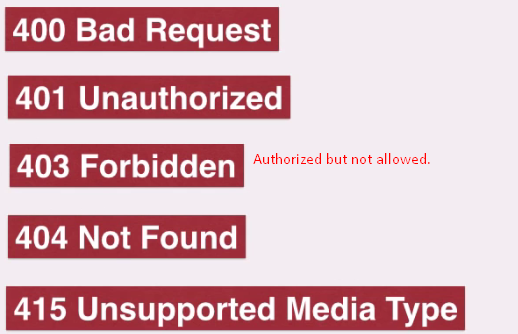 400 Bad Request
401 Unauthorized
403 Forbidden Authorized but not allowed.
404 Not Found
415 Unsupported Media Type